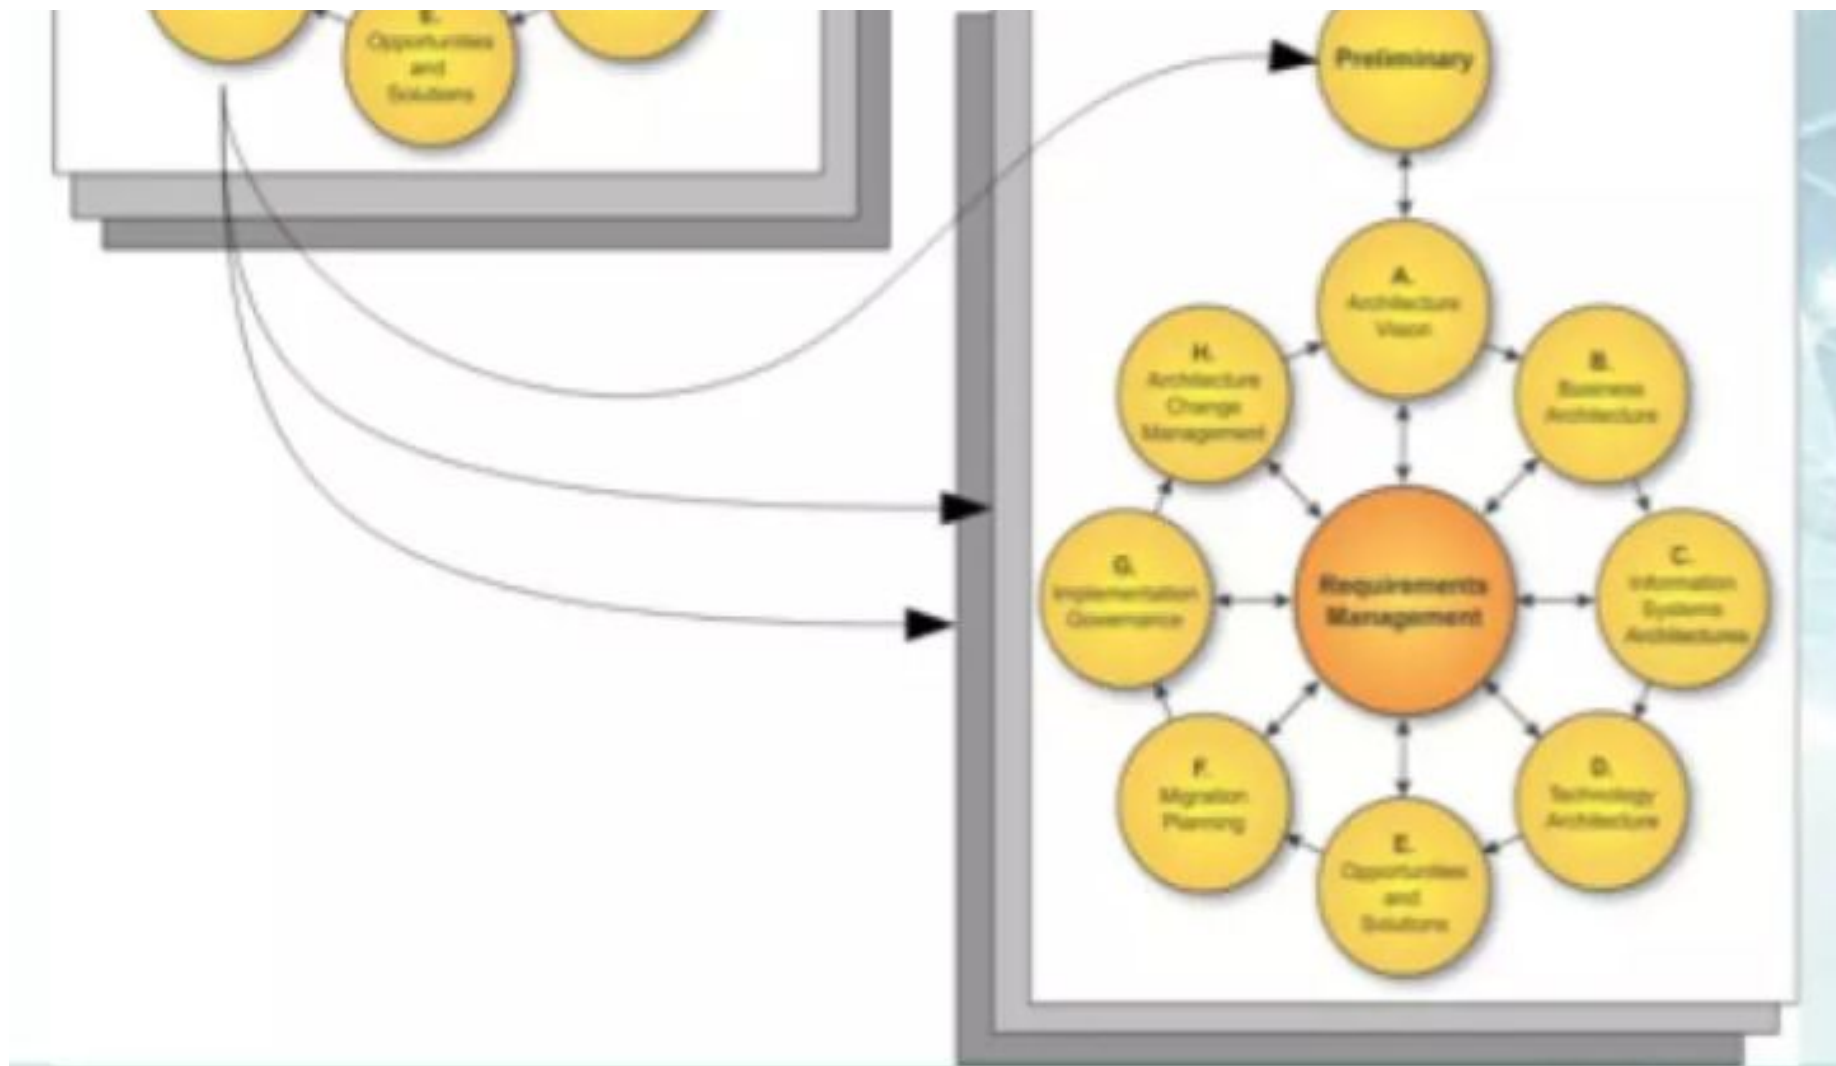 E.
Opportunities
and
Solutions
Preliminary
A.
Architecture
Vision
B.
Business
Architecture
C.
Information
Systems
Architectures
D.
Technology
Architecture
E.
Opportunities
and
Solutions
F.
Migration
Planning
G.
Implementation
Governance
H.
Architecture
Change
Management
Requirements
Management